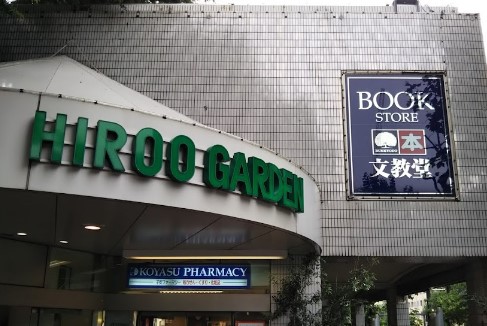 HIROO GARDEN
BOOK
STORE
本
文教堂
KOYASU PHARMACY